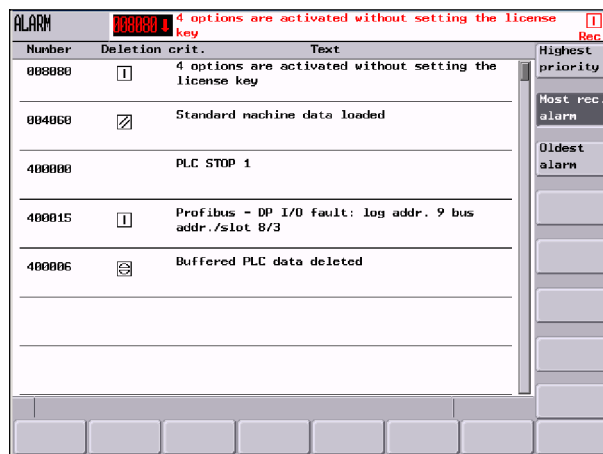 ALARM
008080 4 options are activated without setting the license
key
Rec
Number Deletion crit. Text
Highest
priority
008080 4 options are activated without setting the
license key
Most rec.
alarm
004060 Standard machine data loaded
Oldest
alarm
400000 PLC STOP 1
400015 Profibus - DP I/O fault: log addr. 9 bus
addr./slot 8/3
400006 Buffered PLC data deleted